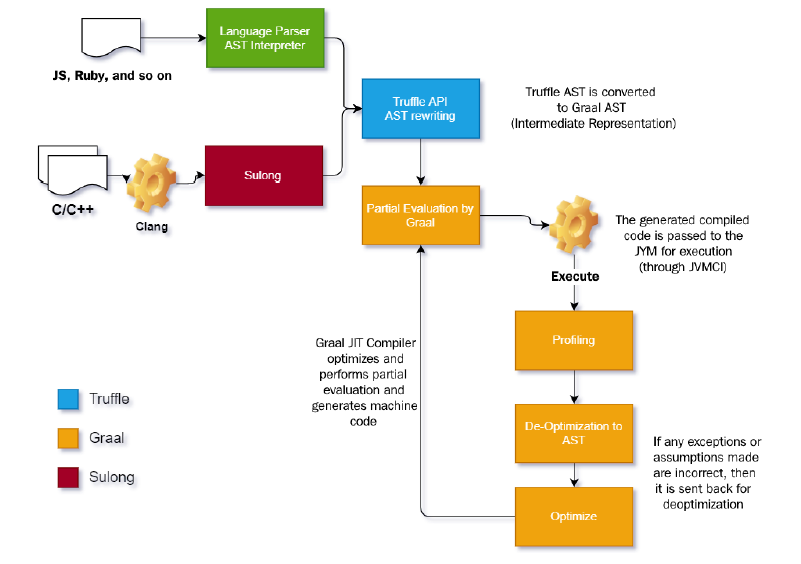 Language Parser
AST Interpreter
JS, Ruby, and so on
Truffle API
AST rewriting
Truffle AST is converted
to Graal AST
(Intermediate Representation)
Sulong
C/C++
Clang
Partial Evaluation by
Graal
The generated compiled
code is passed to the
JYM for execution
(through JVMCI)
Execute
Profiling
Graal JIT Compiler
optimizes and
performs partial
evaluation and
generates machine
code
Truffle
Graal
Sulong
De-Optimization to
AST
If any exceptions or
assumptions made
are incorrect, then
it is sent back for
deoptimization
Optimize